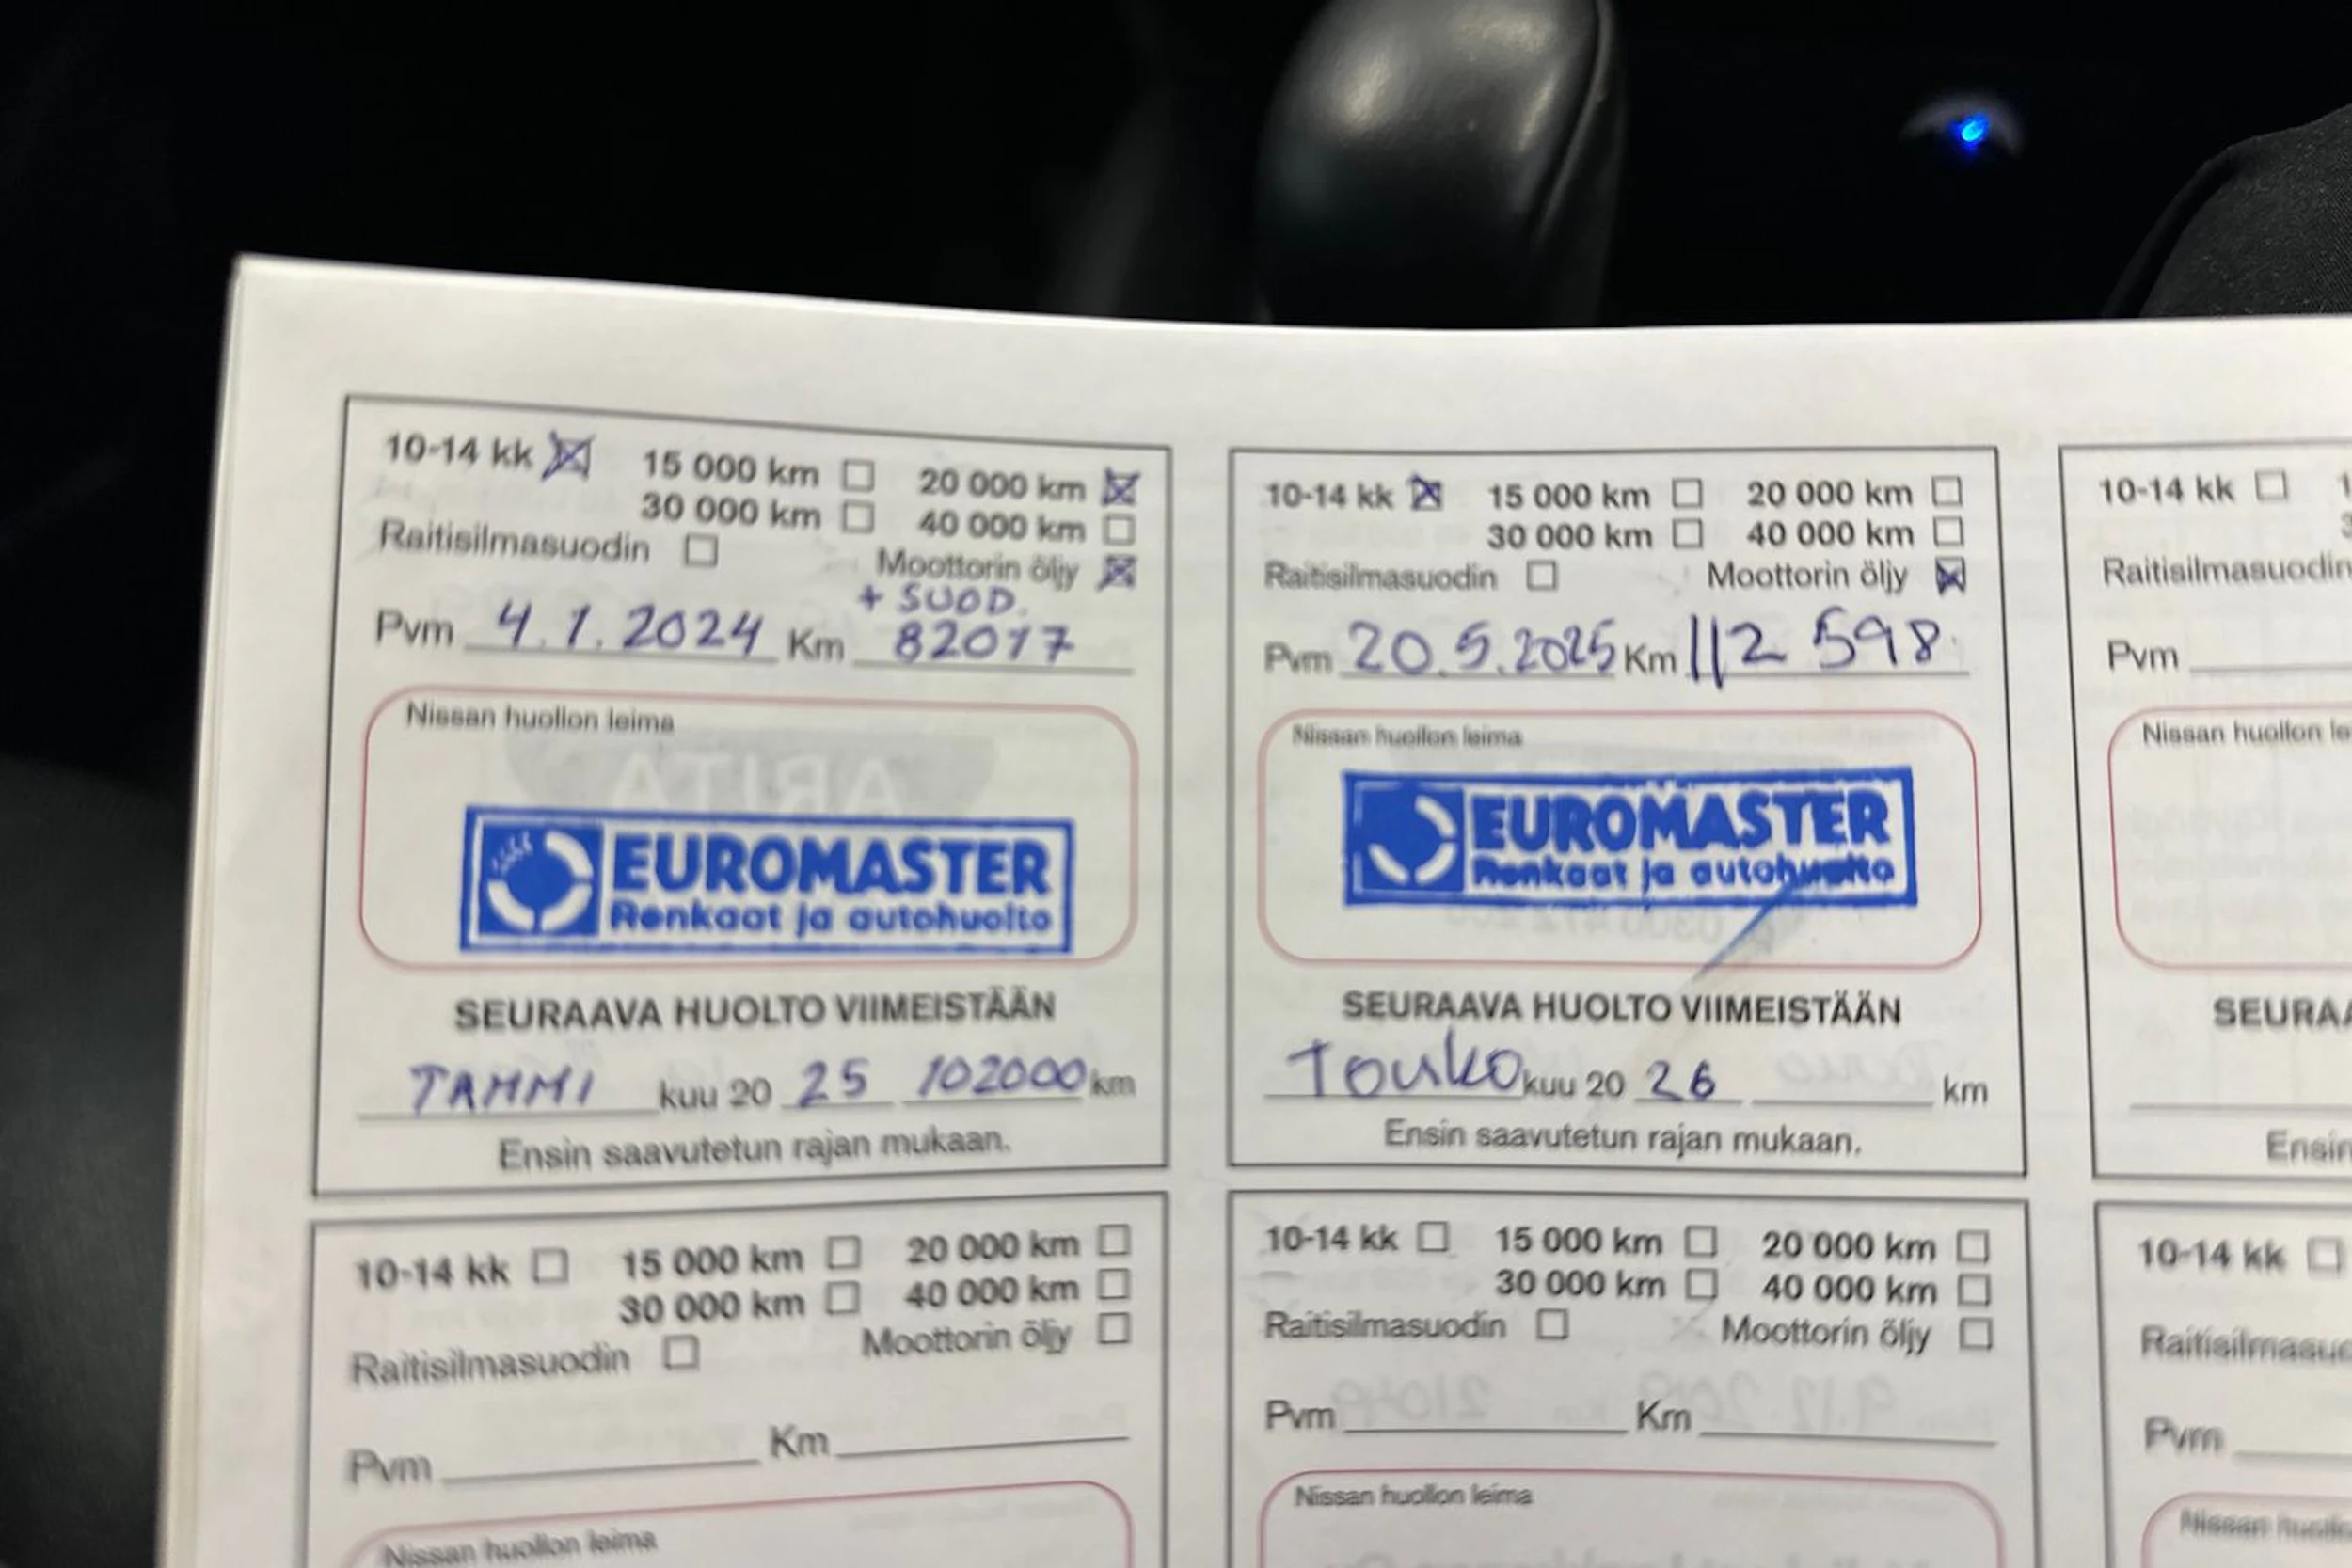 10-14 kk 15 000 km 20 000 km
30 000 km 40 000 km
Raitisilmasuodin Moottorin öljy
+ SUOD.
Pvm 4.1.2024 Km 82017
Nissan huollon leima
EUROMASTER
Renkaat ja autohuolto
SEURAAVA HUOLTO VIIMEISTÄÄN
TAMMI kuu 20 25 102000 km
Ensin saavutetun rajan mukaan.
10-14 kk 15 000 km 20 000 km
30 000 km 40 000 km
Raitisilmasuodin Moottorin öljy
Pvm 20.5.2025 Km 112 598
Nissan huollon leima
EUROMASTER
Renkaat ja autohuolto
SEURAAVA HUOLTO VIIMEISTÄÄN
Touko kuu 20 26 km
Ensin saavutetun rajan mukaan.
10-14 kk
Raitisilmasuodin
Pvm
Nissan huollon
10-14 kk 15 000 km 20 000 km
30 000 km 40 000 km
Raitisilmasuodin Moottorin öljy
Pvm Km
Nissan huollon leima
10-14 kk 15 000 km 20 000 km
30 000 km 40 000 km
Raitisilmasuodin Moottorin öljy
Pvm Km
Nissan huollon leima
10-14 kk
Pvm
Nissan